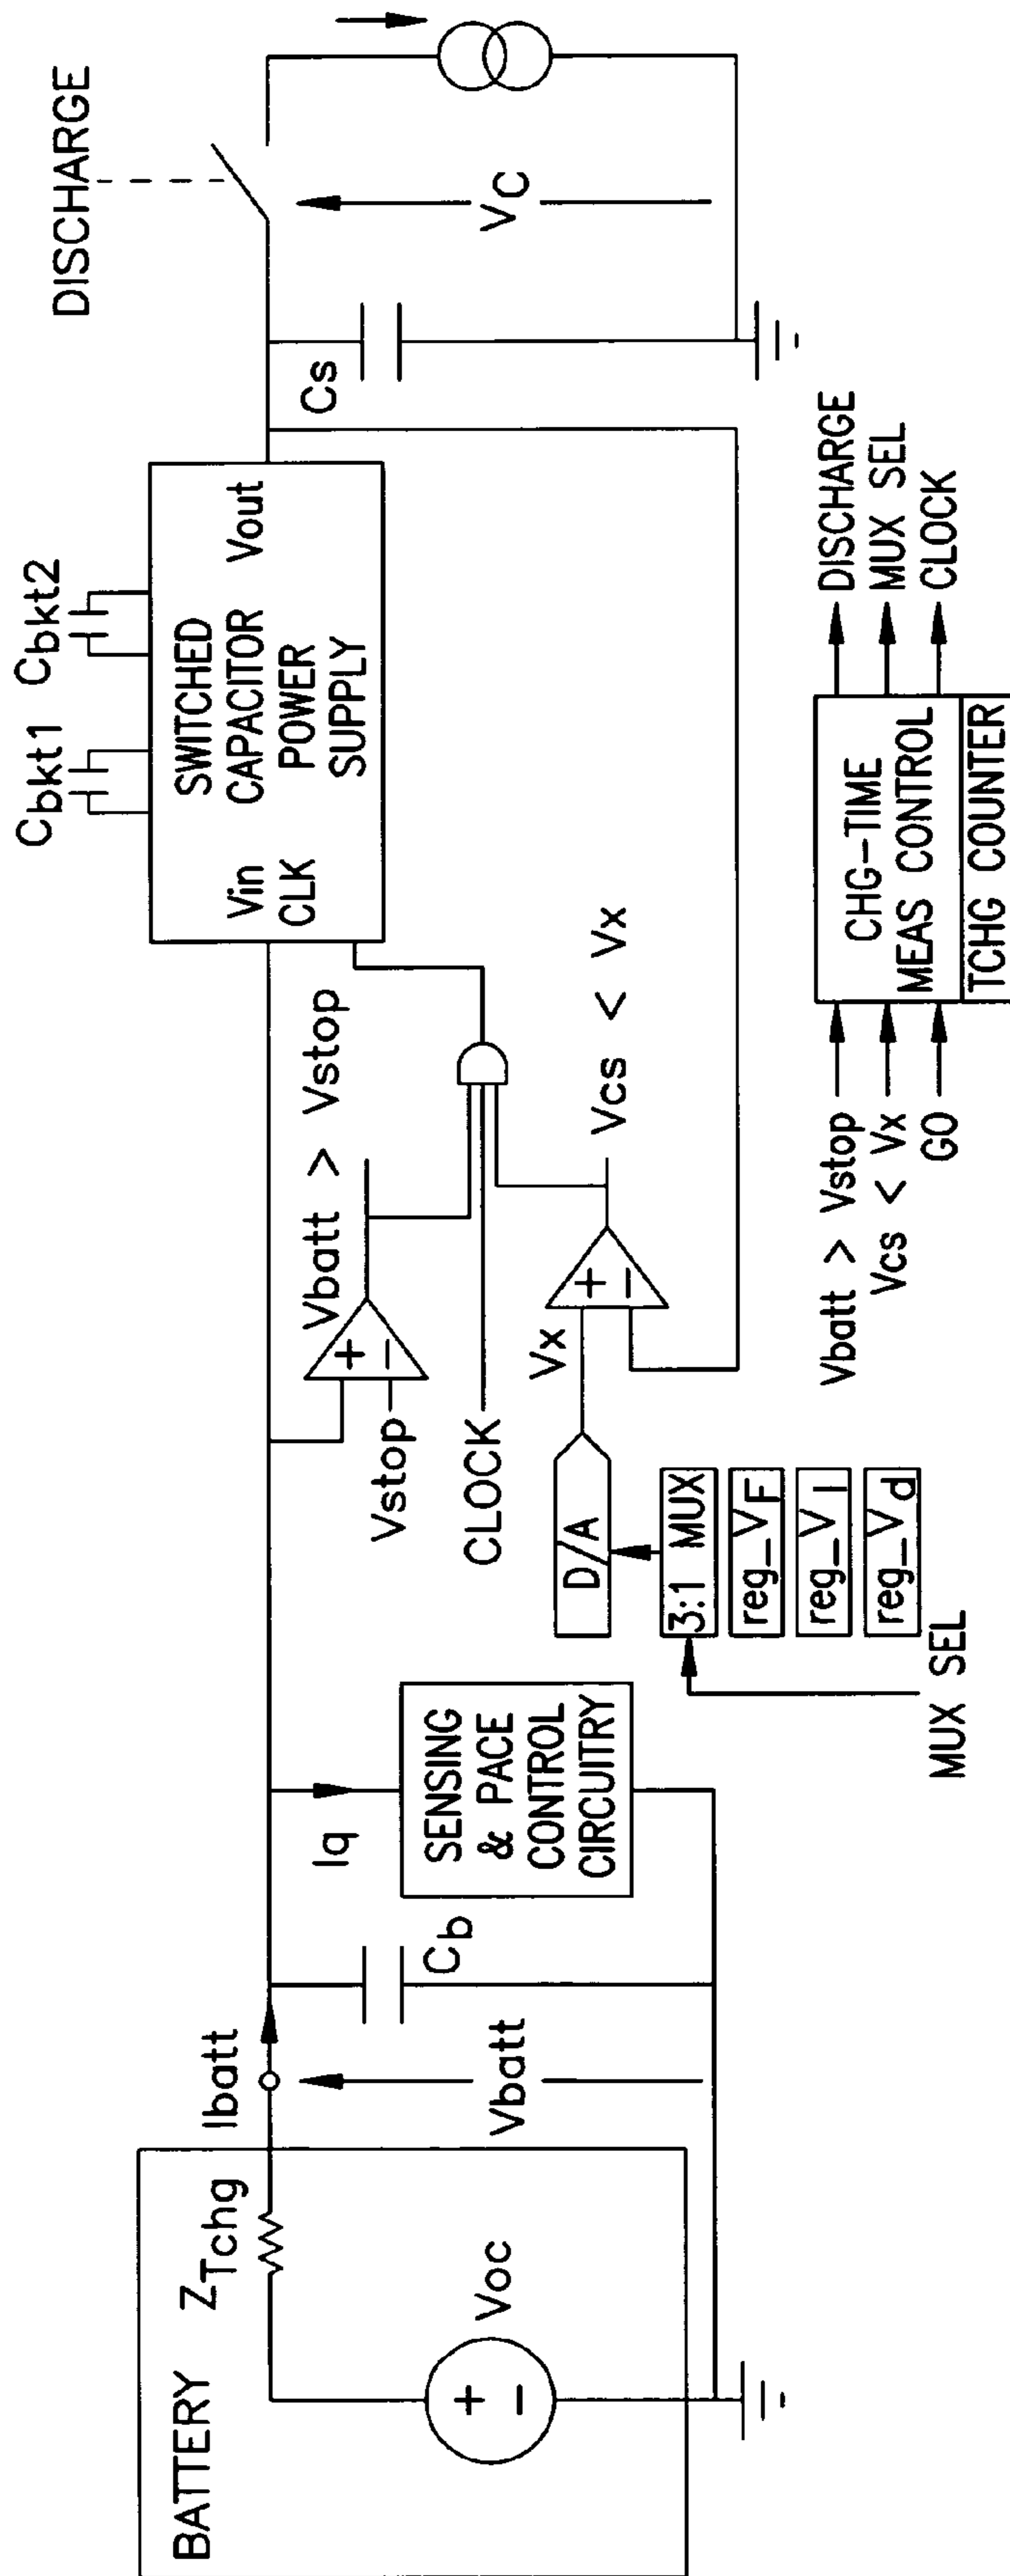 BATTERY
ZTchg
Voc
Ibatt
Vbatt
Cb
Iq
SENSING
& PACE
CONTROL
CIRCUITRY
MUX SEL
D/A
3:1 MUX
reg_VF
reg_VI
reg_Vd
Vx
+
−
Vstop
CLOCK
Vbatt > Vstop
+
−
Vcs < Vx
+
−
Cbkt1
Cbkt2
Vin
CLK
SWITCHED
CAPACITOR
POWER
SUPPLY
Vout
Cs
DISCHARGE
VC
Vbatt > Vstop
Vcs < Vx
GO
CHG-TIME
MEAS CONTROL
TCHG COUNTER
DISCHARGE
MUX SEL
CLOCK